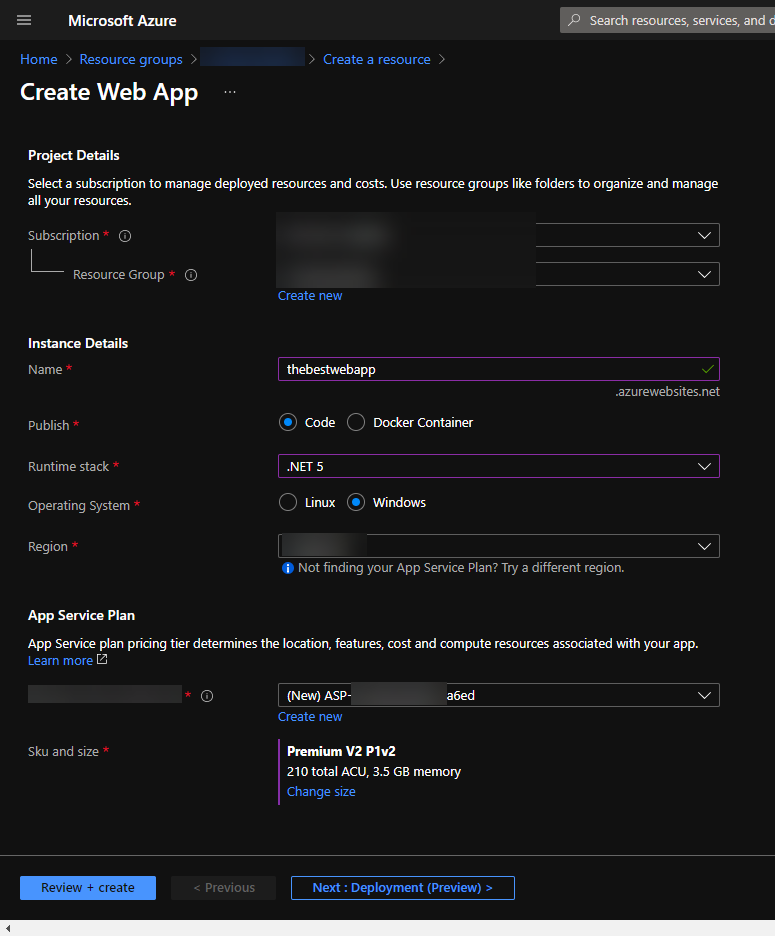 Microsoft Azure
Search resources, services, and d
Home > Resource groups > > Create a resource >
Create Web App ...
Project Details
Select a subscription to manage deployed resources and costs. Use resource groups like folders to organize and manage
all your resources.
Subscription *
Resource Group *
Create new
Instance Details
Name *
thebestwebapp
.azurewebsites.net
Publish *
Code Docker Container
Runtime stack *
.NET 5
Operating System *
Linux Windows
Region *
Not finding your App Service Plan? Try a different region.
App Service Plan
App Service plan pricing tier determines the location, features, cost and compute resources associated with your app.
Learn more
*
(New) ASP- a6ed
Create new
Sku and size *
Premium V2 P1v2
210 total ACU, 3.5 GB memory
Change size
Review + create
< Previous
Next : Deployment (Preview) >